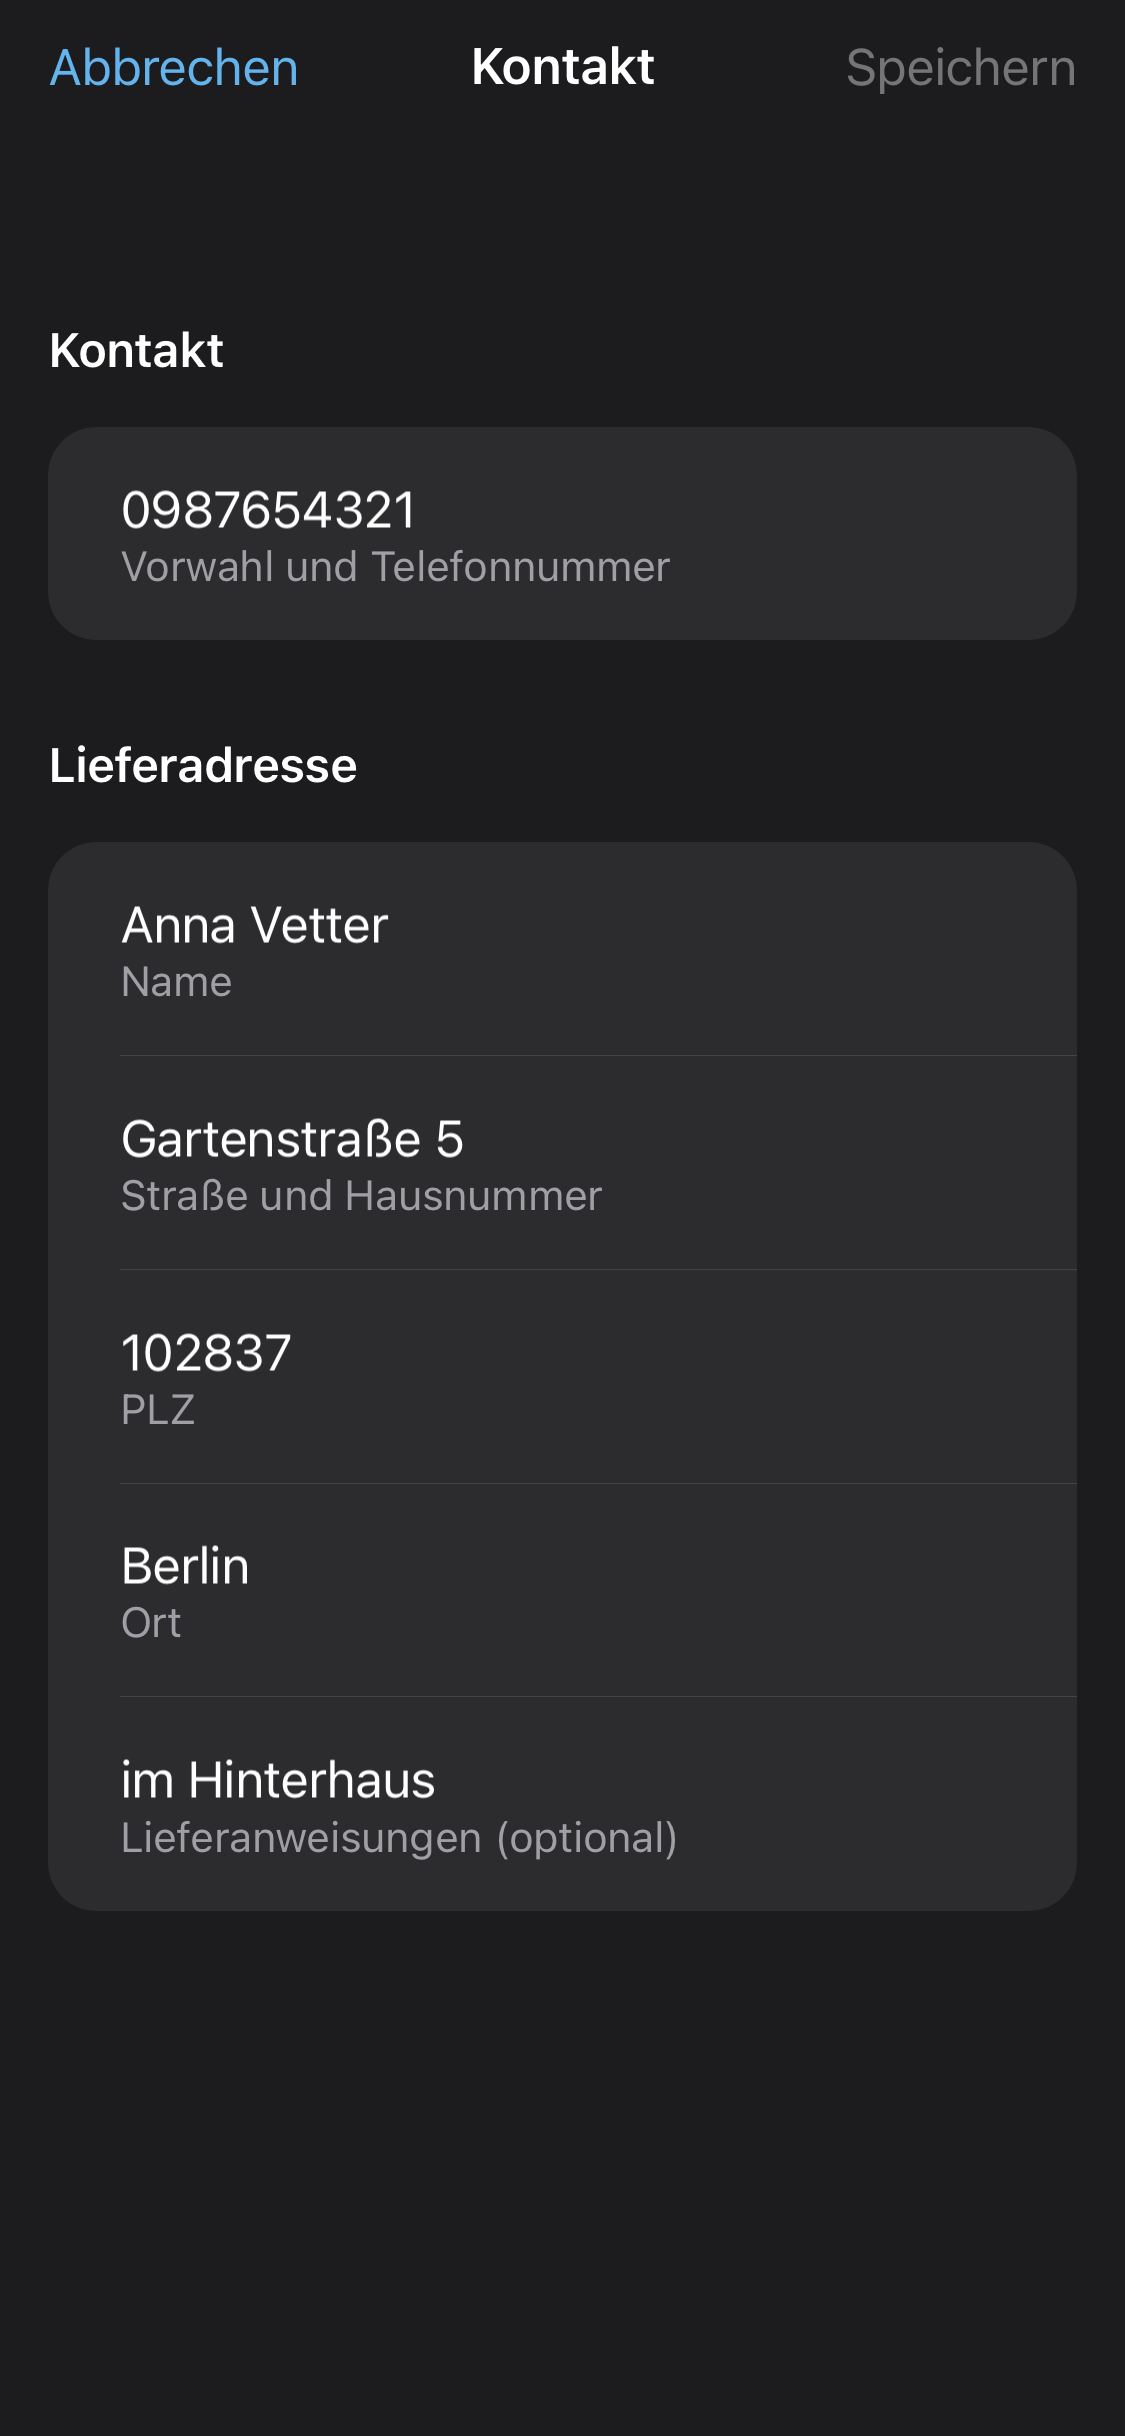 Abbrechen Kontakt Speichern
Kontakt
0987654321
Vorwahl und Telefonnummer
Lieferadresse
Anna Vetter
Name
Gartenstraße 5
Straße und Hausnummer
102837
PLZ
Berlin
Ort
im Hinterhaus
Lieferanweisungen (optional)